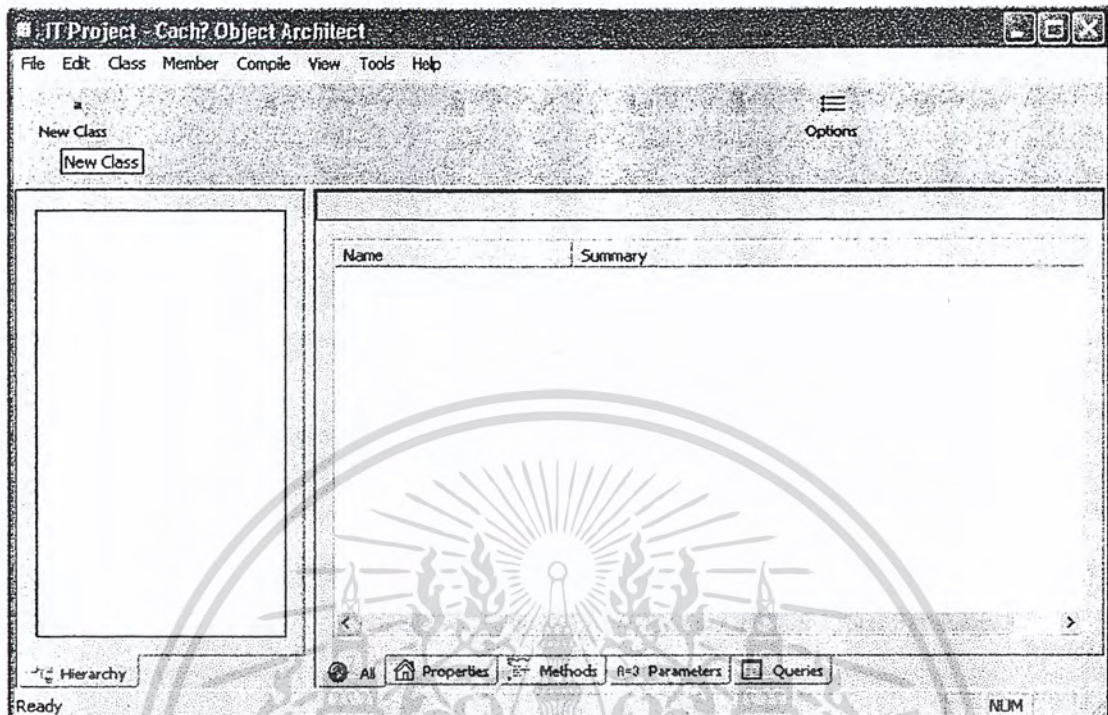 IT Project - Cach? Object Architect
File Edit Class Member Compile View Tools Help
New Class
Options
New Class
Name Summary
Hierarchy
All Properties Methods A=3 Parameters Queries
Ready NUM